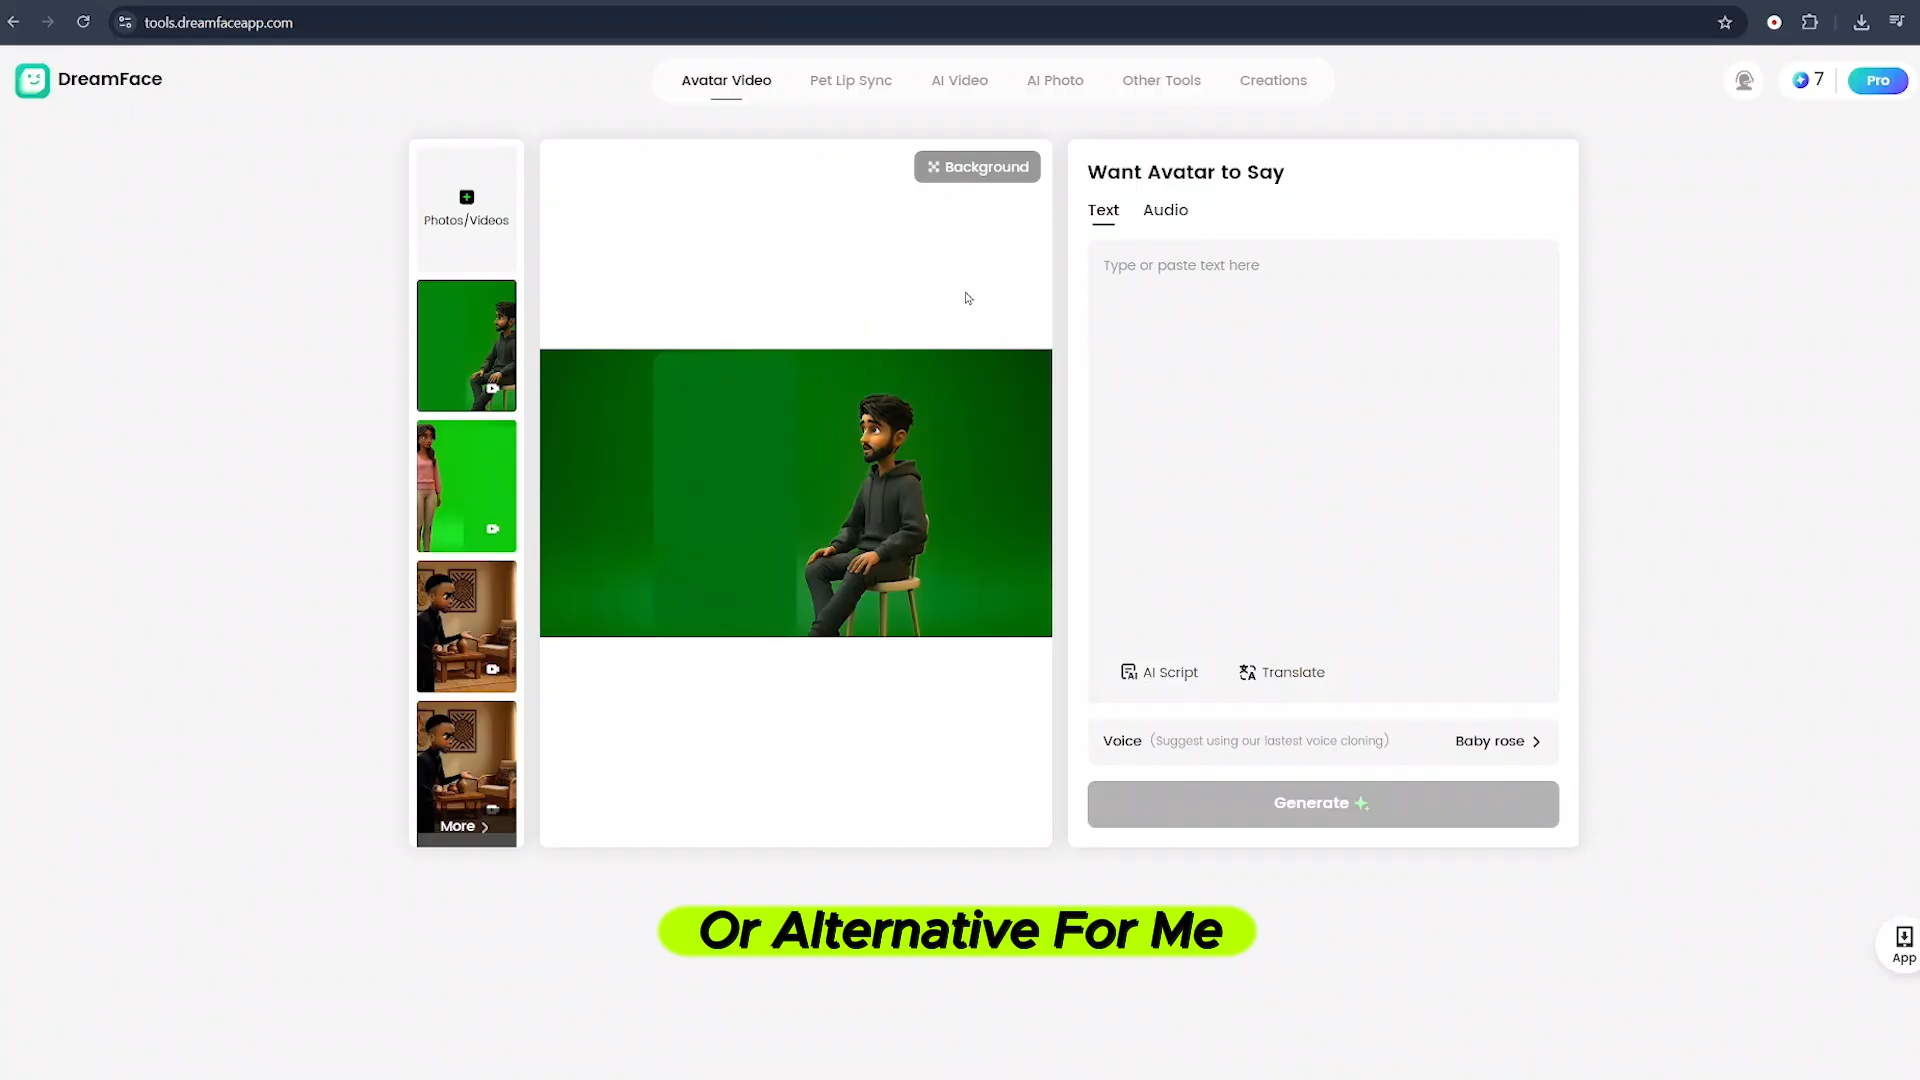 tools.dreamfaceapp.com
DreamFace
Avatar Video
Pet Lip Sync
AI Video
AI Photo
Other Tools
Creations
7
Pro
Photos/Videos
More
Background
Want Avatar to Say
Text
Audio
Type or paste text here
AI Script
Translate
Voice (Suggest using our lastest voice cloning)
Baby rose
Generate
Or Alternative For Me
App